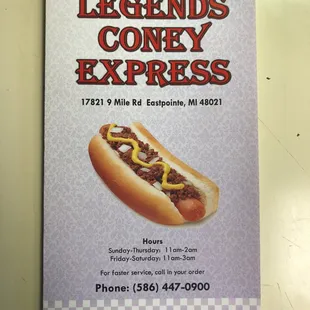 LEGENDS
CONEY
EXPRESS
17821 9 Mile Rd  Eastpointe, MI 48021
Hours
Sunday-Thursday:  11am-2am
Friday-Saturday: 11am-3am
For faster service, call in your order
Phone: (586) 447-0900